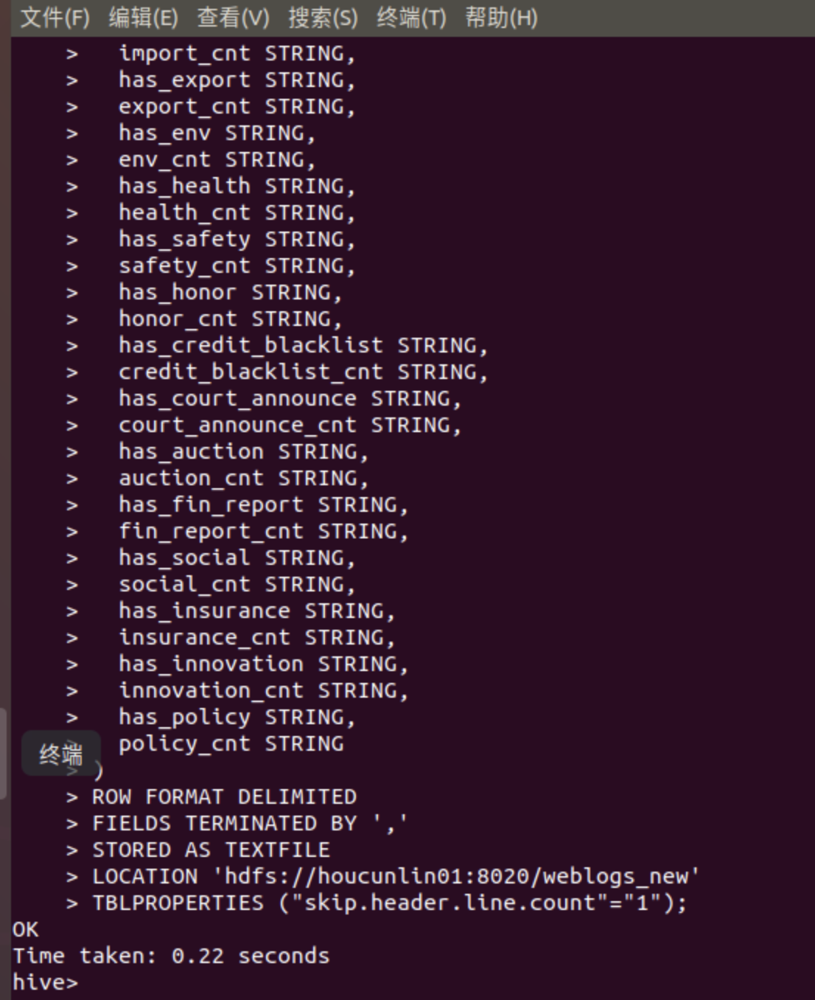 文件(F) 编辑(E) 查看(V) 搜索(S) 终端(T) 帮助(H)
> import_cnt STRING,
> has_export STRING,
> export_cnt STRING,
> has_env STRING,
> env_cnt STRING,
> has_health STRING,
> health_cnt STRING,
> has_safety STRING,
> safety_cnt STRING,
> has_honor STRING,
> honor_cnt STRING,
> has_credit_blacklist STRING,
> credit_blacklist_cnt STRING,
> has_court_announce STRING,
> court_announce_cnt STRING,
> has_auction STRING,
> auction_cnt STRING,
> has_fin_report STRING,
> fin_report_cnt STRING,
> has_social STRING,
> social_cnt STRING,
> has_insurance STRING,
> insurance_cnt STRING,
> has_innovation STRING,
> innovation_cnt STRING,
> has_policy STRING,
> policy_cnt STRING
终端
> )
> ROW FORMAT DELIMITED
> FIELDS TERMINATED BY ','
> STORED AS TEXTFILE
> LOCATION 'hdfs://houcunlin01:8020/weblogs_new'
> TBLPROPERTIES ("skip.header.line.count"="1");
OK
Time taken: 0.22 seconds
hive>